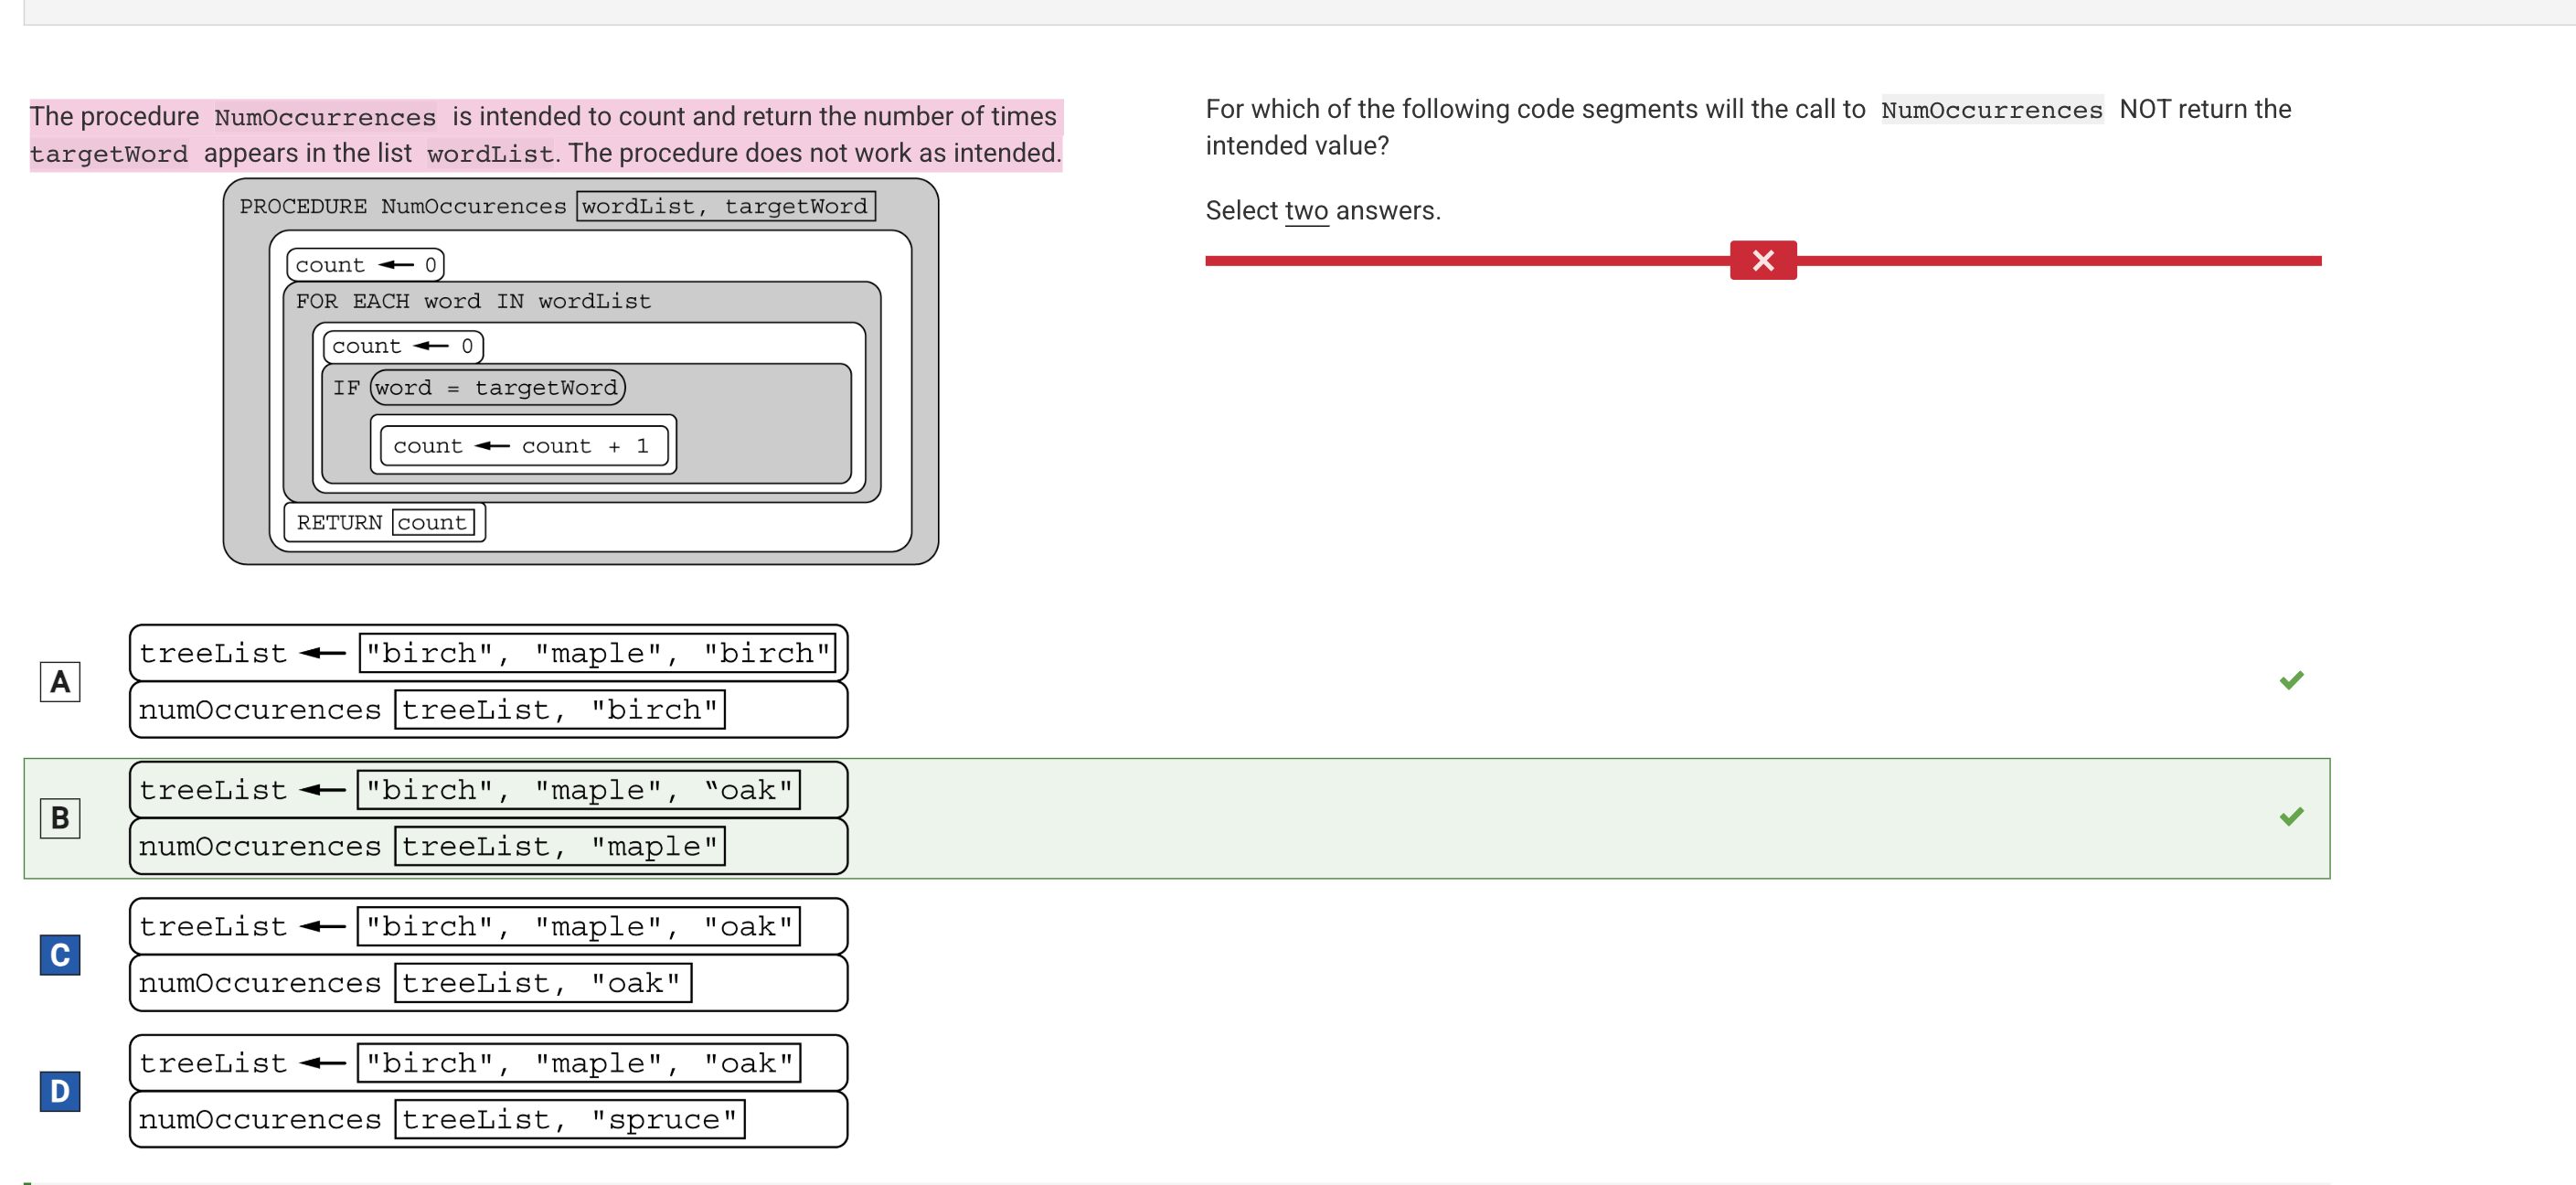 The procedure NumOccurrences is intended to count and return the number of times
targetWord appears in the list wordList. The procedure does not work as intended.
PROCEDURE NumOccurences wordList, targetWord
count ← 0
FOR EACH word IN wordList
count ← 0
IF word = targetWord
count ← count + 1
RETURN count
For which of the following code segments will the call to NumOccurrences NOT return the
intended value?
Select two answers.
A
treeList ← "birch", "maple", "birch"
numOccurences treeList, "birch"
B
treeList ← "birch", "maple", “oak"
numOccurences treeList, "maple"
C
treeList ← "birch", "maple", "oak"
numOccurences treeList, "oak"
D
treeList ← "birch", "maple", "oak"
numOccurences treeList, "spruce"